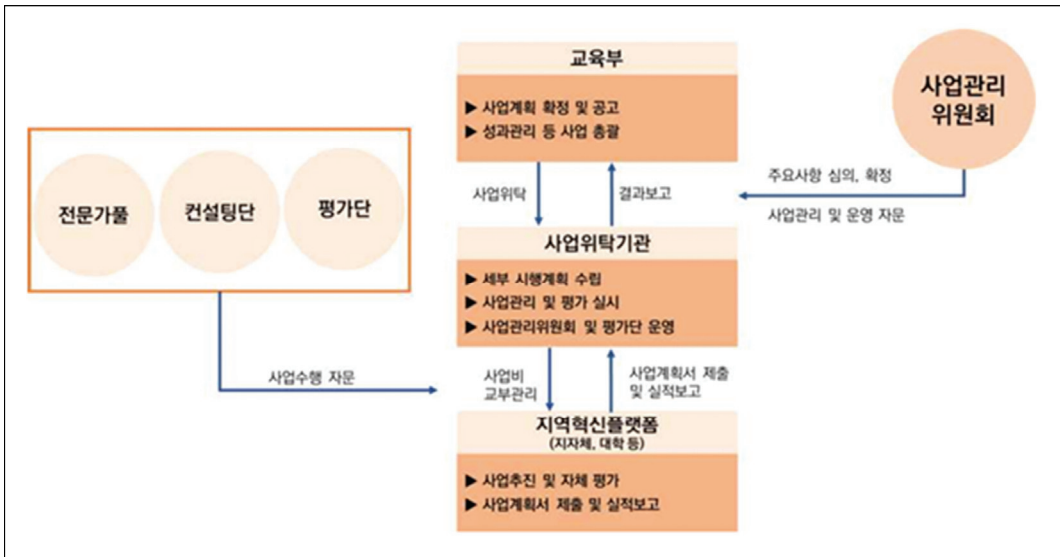 교육부
▶ 사업계획 확정 및 공고
▶ 성과관리 등 사업 총괄
사업관리
위원회
전문가풀
컨설팅단
평가단
사업위탁
결과보고
주요사항 심의, 확정
사업관리 및 운영 자문
사업위탁기관
▶ 세부 시행계획 수립
▶ 사업관리 및 평가 실시
▶ 사업관리위원회 및 평가단 운영
사업수행 자문
사업비
교부관리
사업계획서 제출
및 실적보고
지역혁신플랫폼
(지자체, 대학 등)
▶ 사업추진 및 자체 평가
▶ 사업계획서 제출 및 실적보고